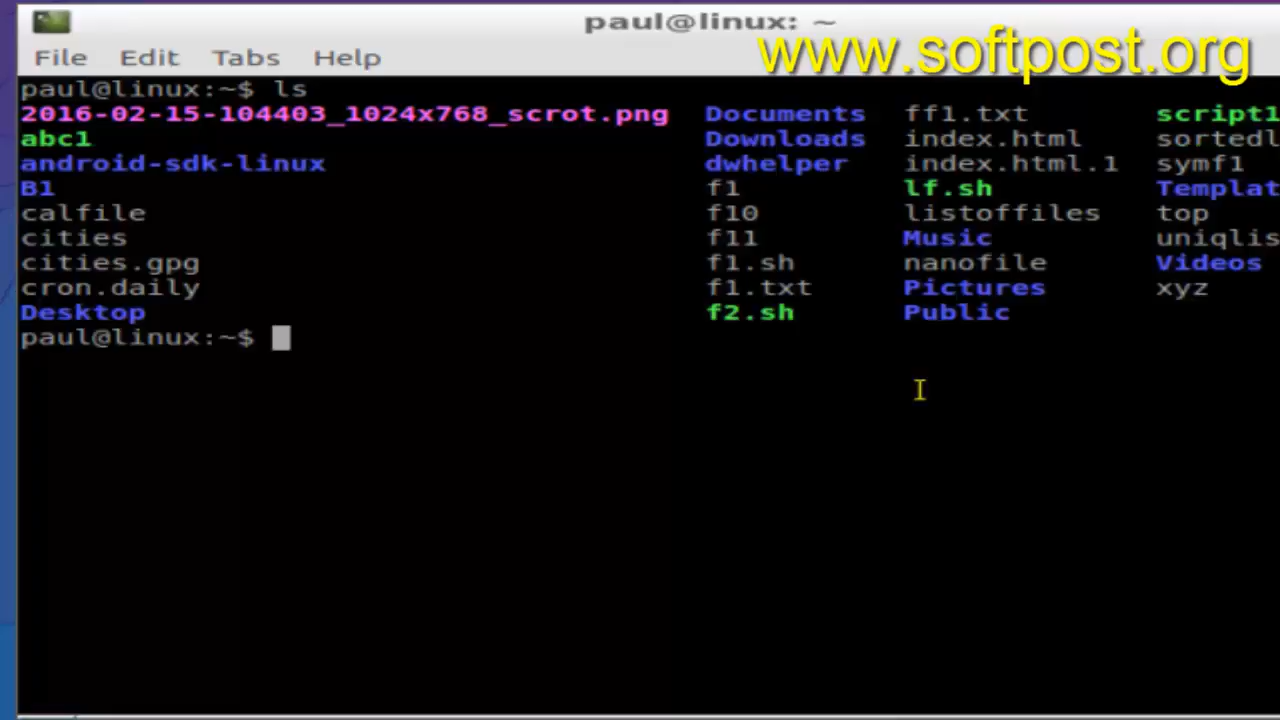 paul@linux: ~
www.softpost.org
File Edit Tabs Help
paul@linux:~$ ls
2016-02-15-104403_1024x768_scrot.png Documents ff1.txt script1
abc1 Downloads index.html sortedl
android-sdk-linux dwhelper index.html.1 symf1
B1 f1 lf.sh Templat
calfile f10 listoffiles top
cities f11 Music uniqlis
cities.gpg f1.sh nanofile Videos
cron.daily f1.txt Pictures xyz
Desktop f2.sh Public
paul@linux:~$